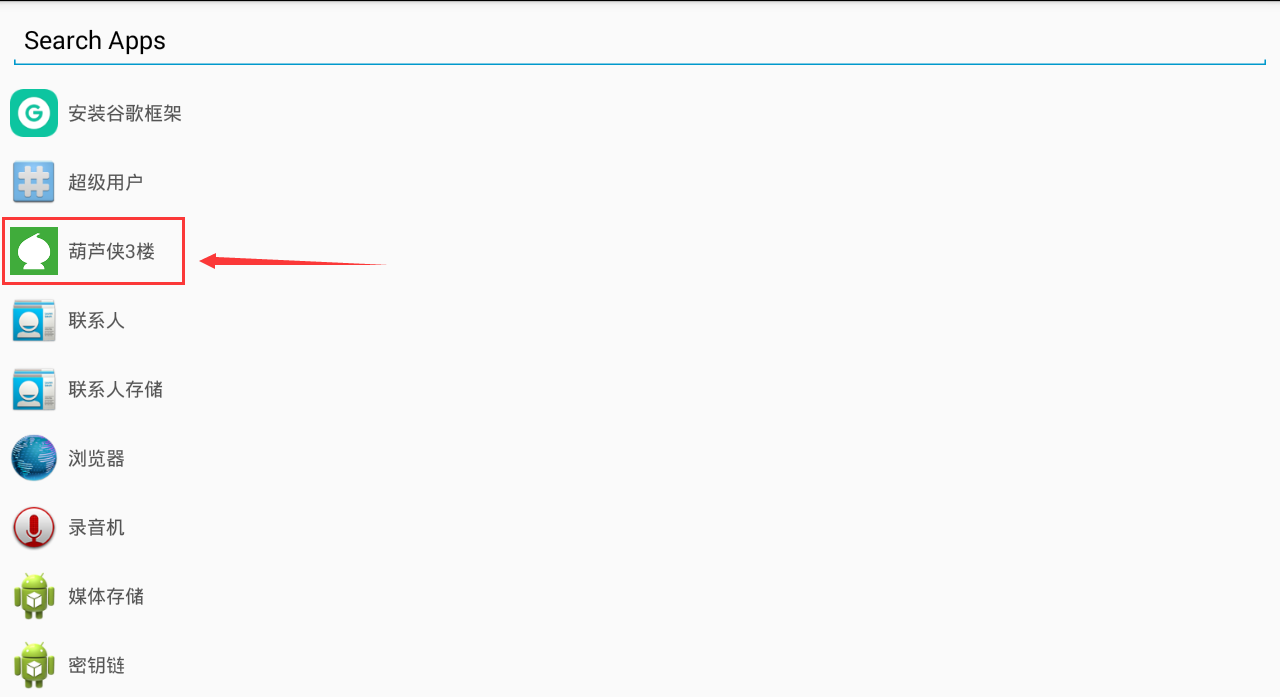 Search Apps
安装谷歌框架
超级用户
葫芦侠3楼
联系人
联系人存储
浏览器
录音机
媒体存储
密钥链